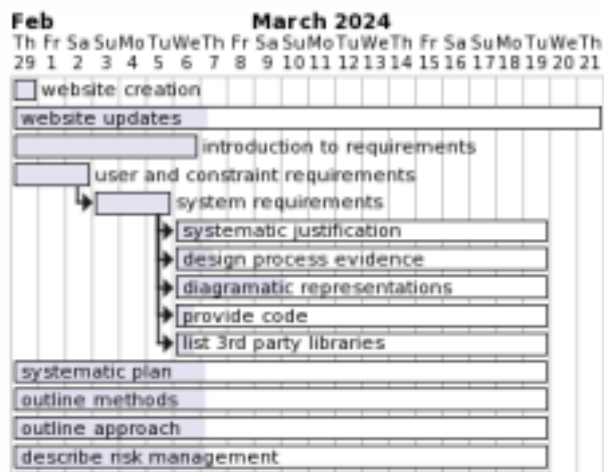 Feb March 2024
Th Fr Sa Su Mo Tu We Th Fr Sa Su Mo Tu We Th Fr Sa Su Mo Tu We Th
29 1 2 3 4 5 6 7 8 9 10 11 12 13 14 15 16 17 18 19 20 21
website creation
website updates
introduction to requirements
user and constraint requirements
system requirements
systematic justification
design process evidence
diagramatic representations
provide code
list 3rd party libraries
systematic plan
outline methods
outline approach
describe risk management